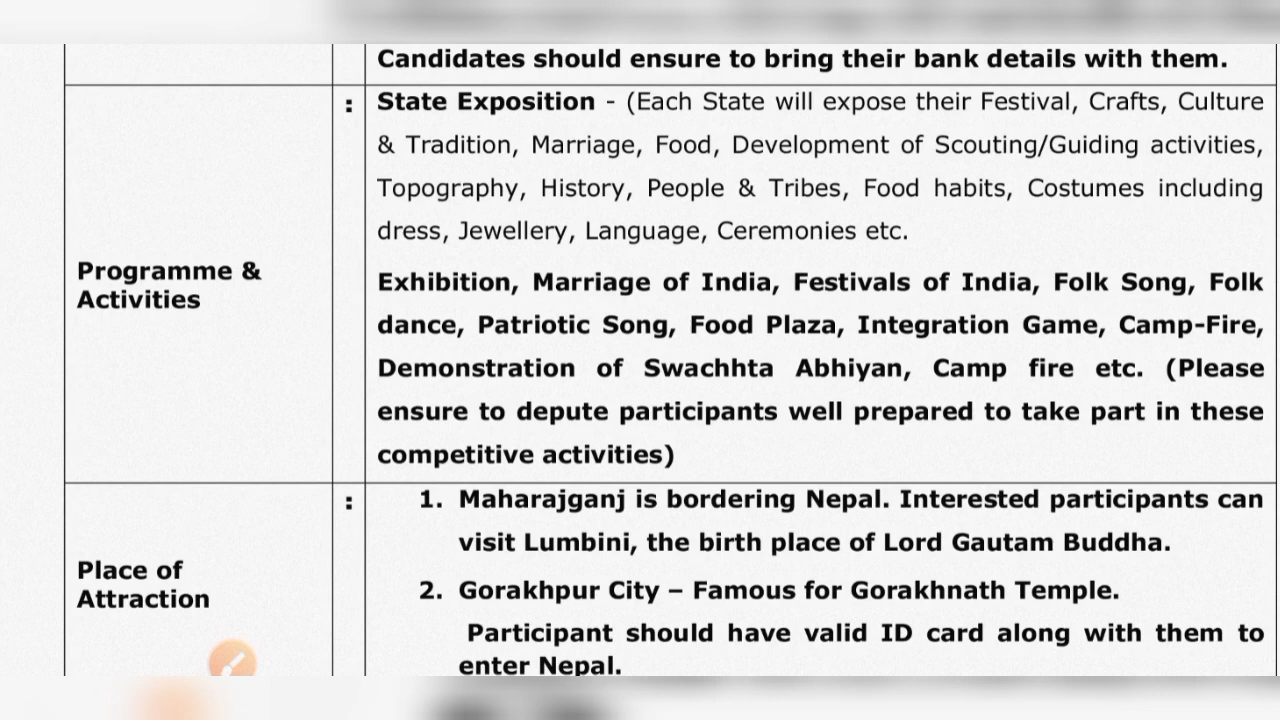 Candidates should ensure to bring their bank details with them.
Programme &
Activities
:
State Exposition - (Each State will expose their Festival, Crafts, Culture
& Tradition, Marriage, Food, Development of Scouting/Guiding activities,
Topography, History, People & Tribes, Food habits, Costumes including
dress, Jewellery, Language, Ceremonies etc.
Exhibition, Marriage of India, Festivals of India, Folk Song, Folk
dance, Patriotic Song, Food Plaza, Integration Game, Camp-Fire,
Demonstration of Swachhta Abhiyan, Camp fire etc. (Please
ensure to depute participants well prepared to take part in these
competitive activities)
Place of
Attraction
:
1. Maharajganj is bordering Nepal. Interested participants can
visit Lumbini, the birth place of Lord Gautam Buddha.
2. Gorakhpur City – Famous for Gorakhnath Temple.
Participant should have valid ID card along with them to
enter Nepal.